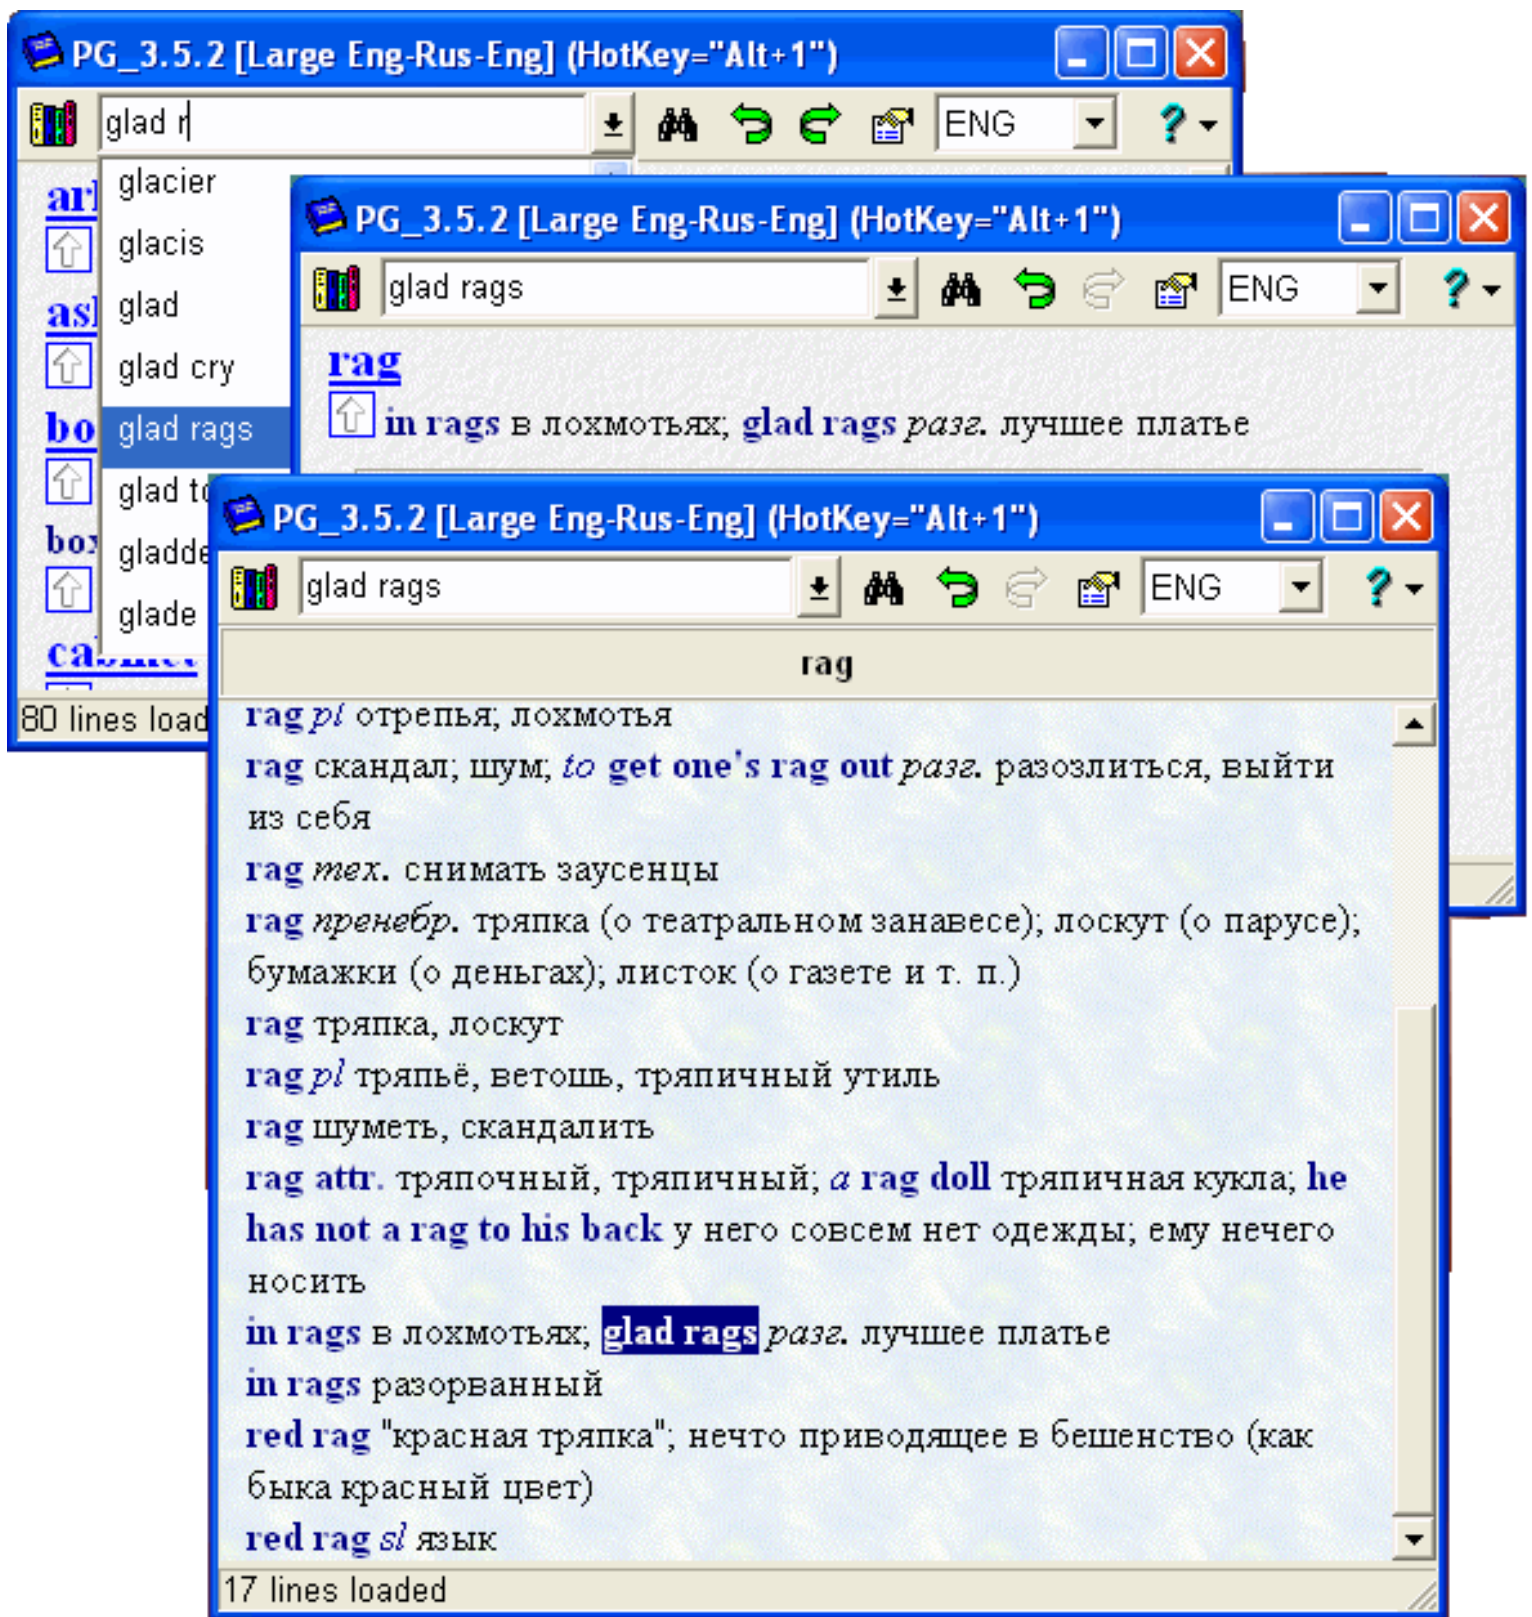 PG_3.5.2 [Large Eng-Rus-Eng] (HotKey="Alt+1")
glad r
ENG
?
glacier
glacis
glad
glad cry
glad rags
gladde
glade
80 lines load
PG_3.5.2 [Large Eng-Rus-Eng] (HotKey="Alt+1")
glad rags
ENG
?
rag
in rags в лохмотьях; glad rags разг. лучшее платье
PG_3.5.2 [Large Eng-Rus-Eng] (HotKey="Alt+1")
glad rags
ENG
?
rag
rag pl отрепья; лохмотья
rag скандал; шум; to get one's rag out разг. разозлиться, выйти
из себя
rag тех. снимать заусенцы
rag пренебр. тряпка (о театральном занавесе); лоскут (о парусе);
бумажки (о деньгах); листок (о газете и т. п.)
rag тряпка, лоскут
rag pl тряпьё, ветошь, тряпичный утиль
rag шуметь, скандалить
rag attr. тряпочный, тряпичный; a rag doll тряпичная кукла; he
has not a rag to his back у него совсем нет одежды; ему нечего
носить
in rags в лохмотьях; glad rags разг. лучшее платье
in rags разорванный
red rag "красная тряпка"; нечто приводящее в бешенство (как
быка красный цвет)
red rag sl язык
17 lines loaded